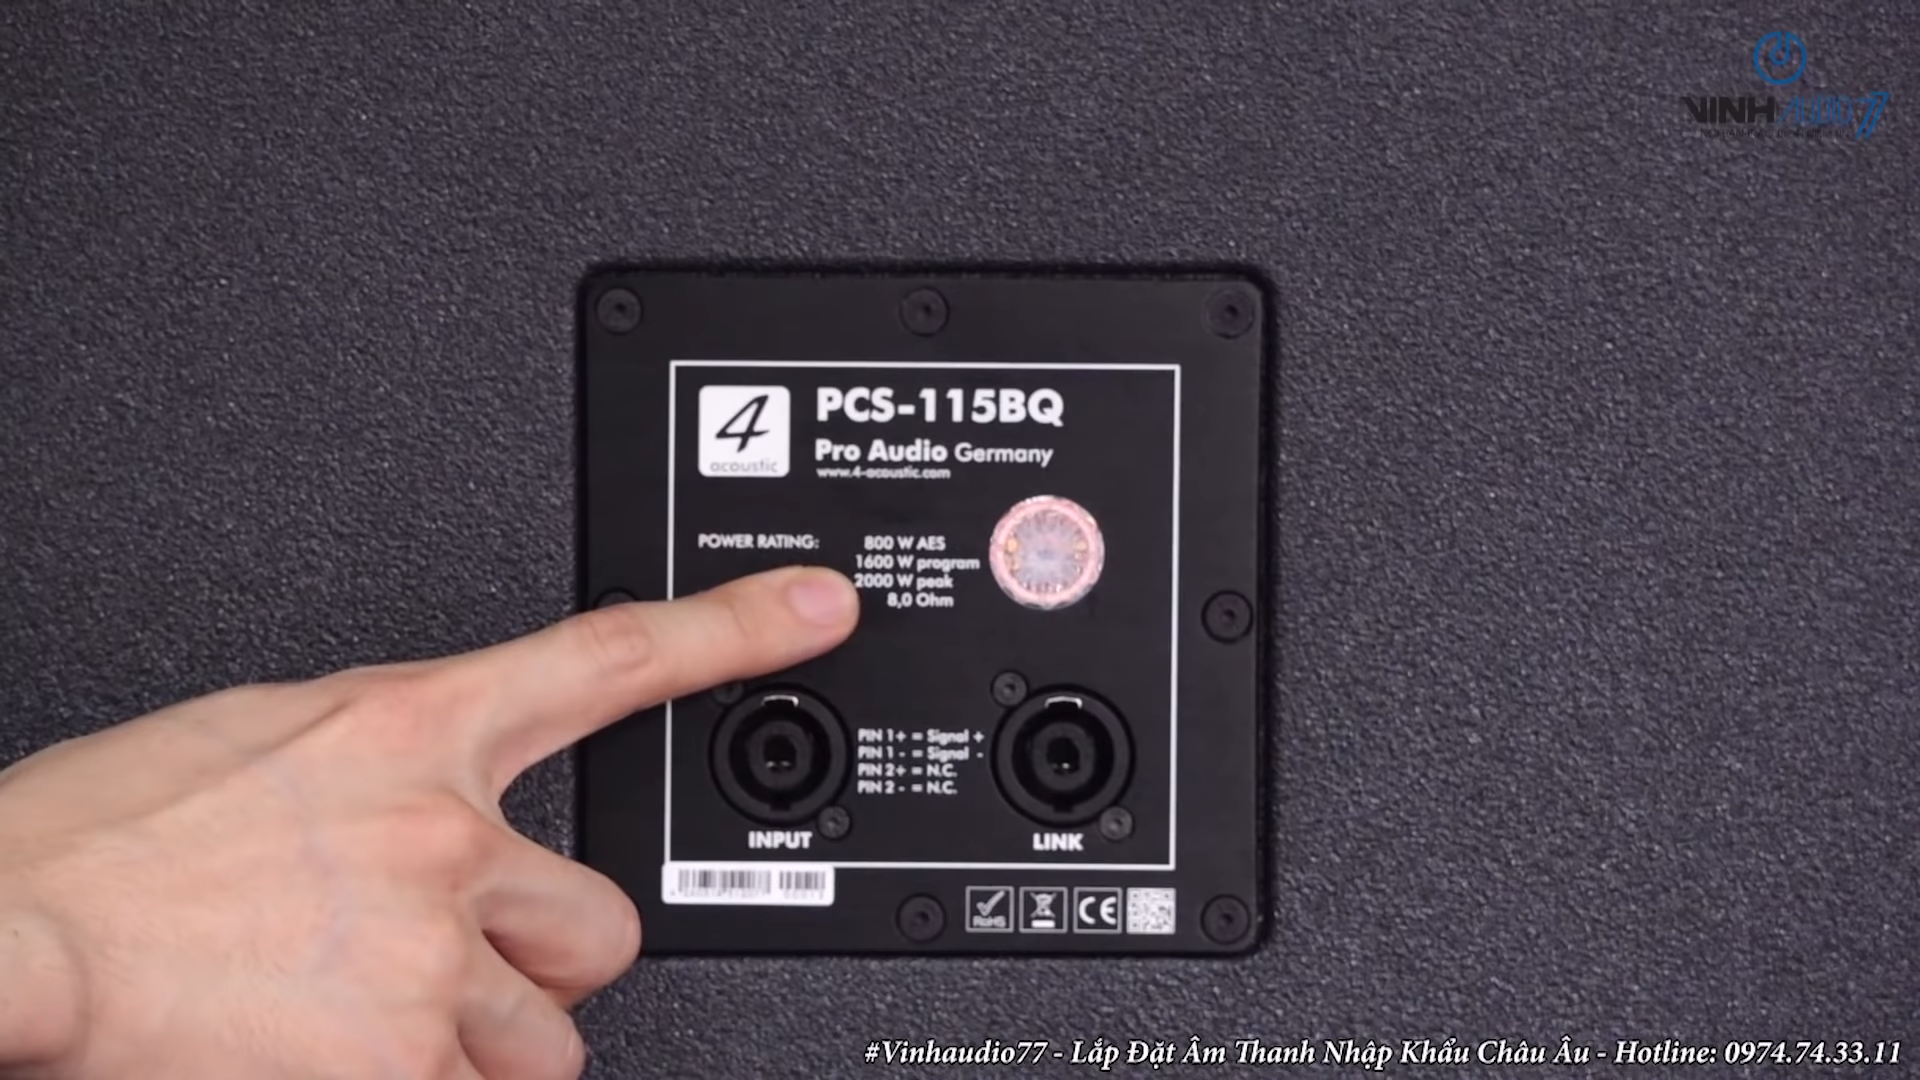 VINH AUDIO 77
4
acoustic
PCS-115BQ
Pro Audio Germany
www.4-acoustic.com
POWER RATING: 800 W AES
1600 W program
2000 W peak
8,0 Ohm
PIN 1+ = Signal +
PIN 1 - = Signal -
PIN 2+ = N.C.
PIN 2 - = N.C.
INPUT
LINK
RoHS
CE
#Vinhaudio77 - Lắp Đặt Âm Thanh Nhập Khẩu Châu Âu - Hotline: 0974.74.33.11